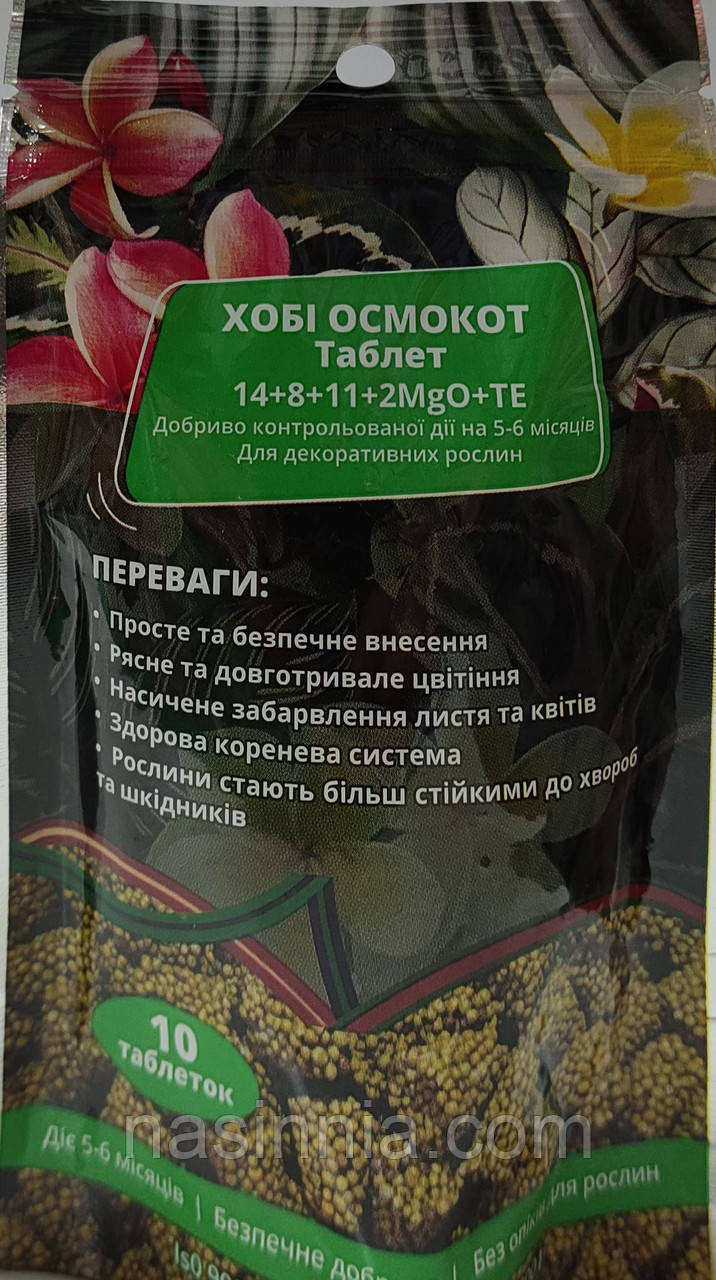 ХОБІ ОСМОКОТ
Таблет
14+8+11+2MgO+TE
Добриво контрольованої дії на 5-6 місяців
Для декоративних рослин
ПЕРЕВАГИ:
• Просте та безпечне внесення
• Рясне та довготривале цвітіння
• Насичене забарвлення листя та квітів
• Здорова коренева система
• Рослини стають більш стійкими до хвороб
та шкідників
10
таблеток
nasinnia.com
Діє 5-6 місяців | Безпечне | Без для рослин